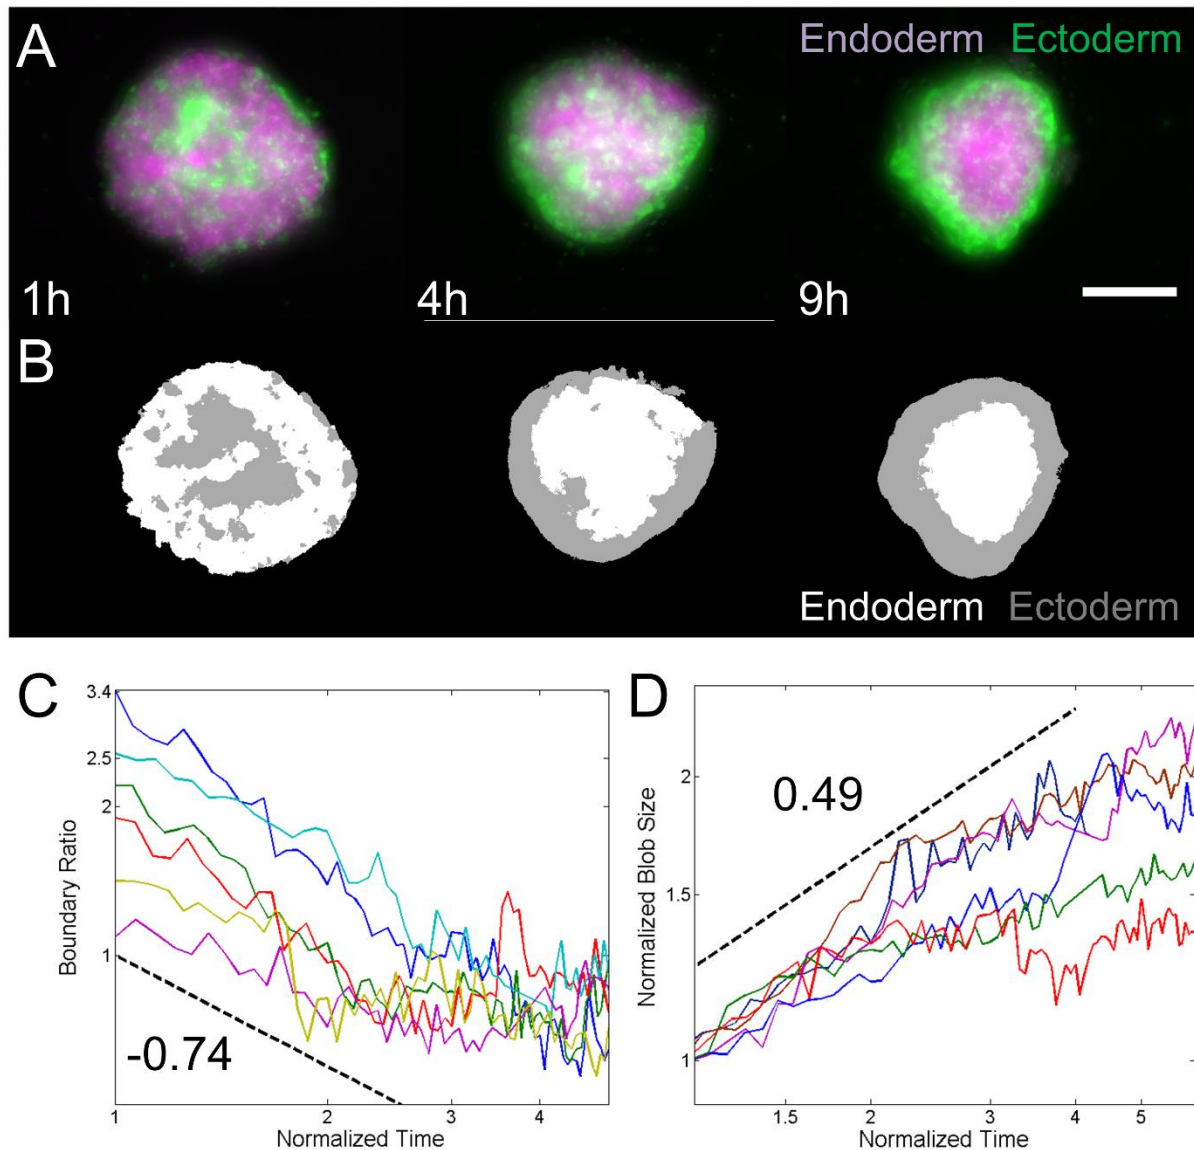 A
Endoderm Ectoderm
1h
4h
9h
B
Endoderm Ectoderm
C
3.4
2.5
2
1
Boundary Ratio
-0.74
1
2
3
4
Normalized Time
D
2
1.5
1
Normalized Blob Size
0.49
1.5
2
3
4
5
Normalized Time